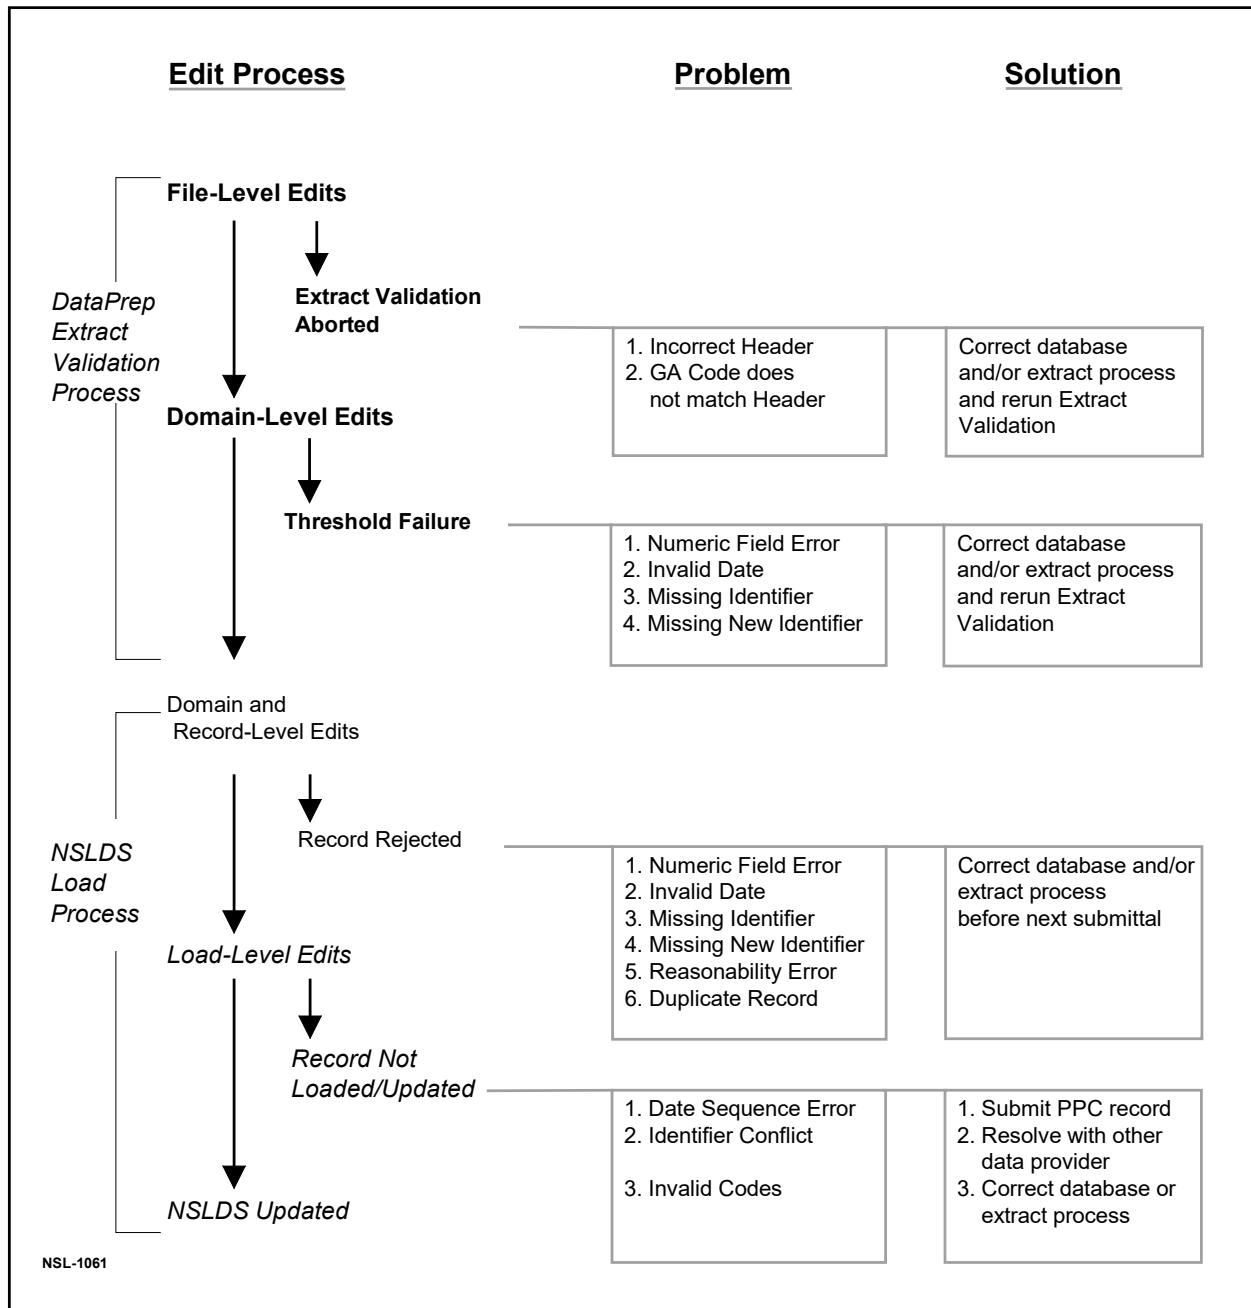 Edit Process
Problem
Solution
File-Level Edits
DataPrep
Extract
Validation
Process
Extract Validation
Aborted
1. Incorrect Header
2. GA Code does
not match Header
Correct database
and/or extract process
and rerun Extract
Validation
Domain-Level Edits
Threshold Failure
1. Numeric Field Error
2. Invalid Date
3. Missing Identifier
4. Missing New Identifier
Correct database
and/or extract process
and rerun Extract
Validation
Domain and
Record-Level Edits
NSLDS
Load
Process
Record Rejected
1. Numeric Field Error
2. Invalid Date
3. Missing Identifier
4. Missing New Identifier
5. Reasonability Error
6. Duplicate Record
Correct database and/or
extract process
before next submittal
Load-Level Edits
Record Not
Loaded/Updated
1. Date Sequence Error
2. Identifier Conflict
3. Invalid Codes
1. Submit PPC record
2. Resolve with other
data provider
3. Correct database or
extract process
NSLDS Updated
NSL-1061